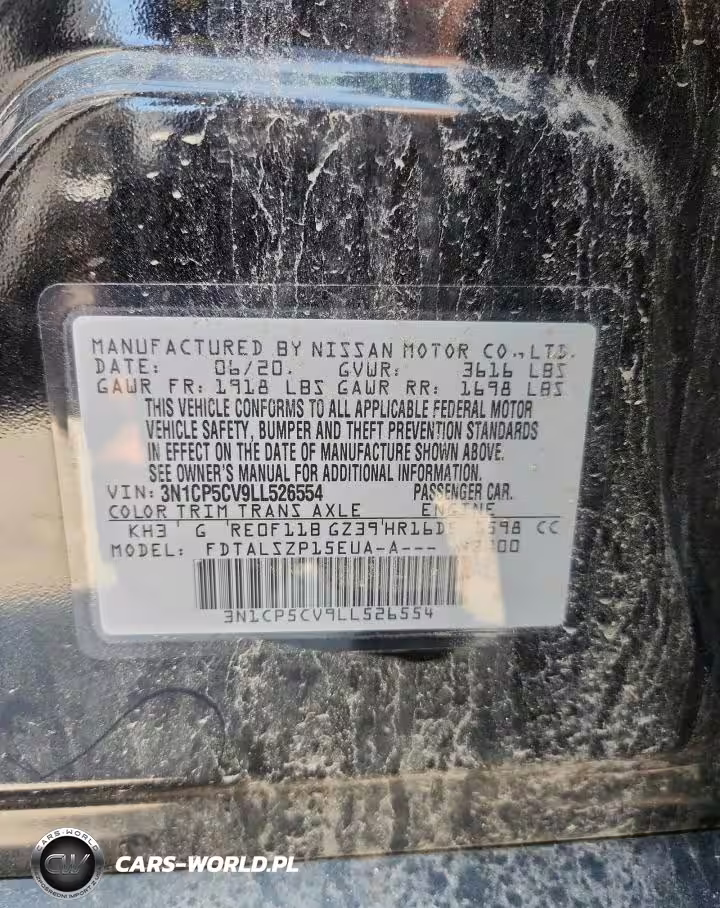 MANUFACTURED BY NISSAN MOTOR CO.,LTD.
DATE: 06/20. GVWR: 3616 LBS
GAWR FR: 1918 LBS GAWR RR: 1698 LBS
THIS VEHICLE CONFORMS TO ALL APPLICABLE FEDERAL MOTOR
VEHICLE SAFETY, BUMPER AND THEFT PREVENTION STANDARDS
IN EFFECT ON THE DATE OF MANUFACTURE SHOWN ABOVE.
SEE OWNER'S MANUAL FOR ADDITIONAL INFORMATION.
VIN: 3N1CP5CV9LL526554 PASSENGER CAR.
COLOR TRIM TRANS AXLE ENGINE
KH3 G RE0F11B GZ39 CC
MODEL: FDTALSZP15EUA-A---
3N1CP5CV9LL526554
CARS-WORLD
CW
CARS-WORLD.PL